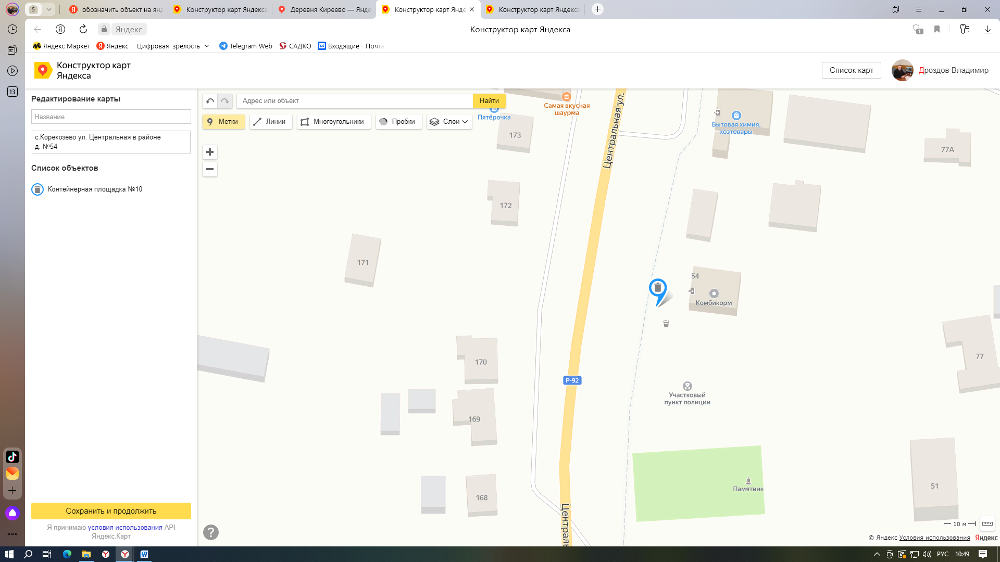 5
обозначить объект на янд
Конструктор карт Яндекса
Деревня Киреево — Янде
Конструктор карт Янде
Конструктор карт Яндекса
Яндекс
Конструктор карт Яндекса
1
Яндекс Маркет
Яндекс
Цифровая зрелость
Telegram Web
САДКО
Входящие - Почта
13
Конструктор карт
Яндекса
Список карт
Дроздов Владимир
Редактирование карты
Название
с.Корекозево ул. Центральная в районе
д. №54
Список объектов
Контейнерная площадка №10
Сохранить и продолжить
Я принимаю условия использования API
Яндекс.Карт
Адрес или объект
Найти
Метки
Линии
Многоугольники
Пробки
Слои
Пятёрочка
Самая вкусная
шаурма
Центральная ул.
Бытовая химия,
хозтовары
173
77А
172
171
54
Комбикорм
170
77
Р-92
Участковый
пункт полиции
169
Памятник
51
168
Централь
?
10 м
© Яндекс Условия использования Яндекс
РУС
10:49